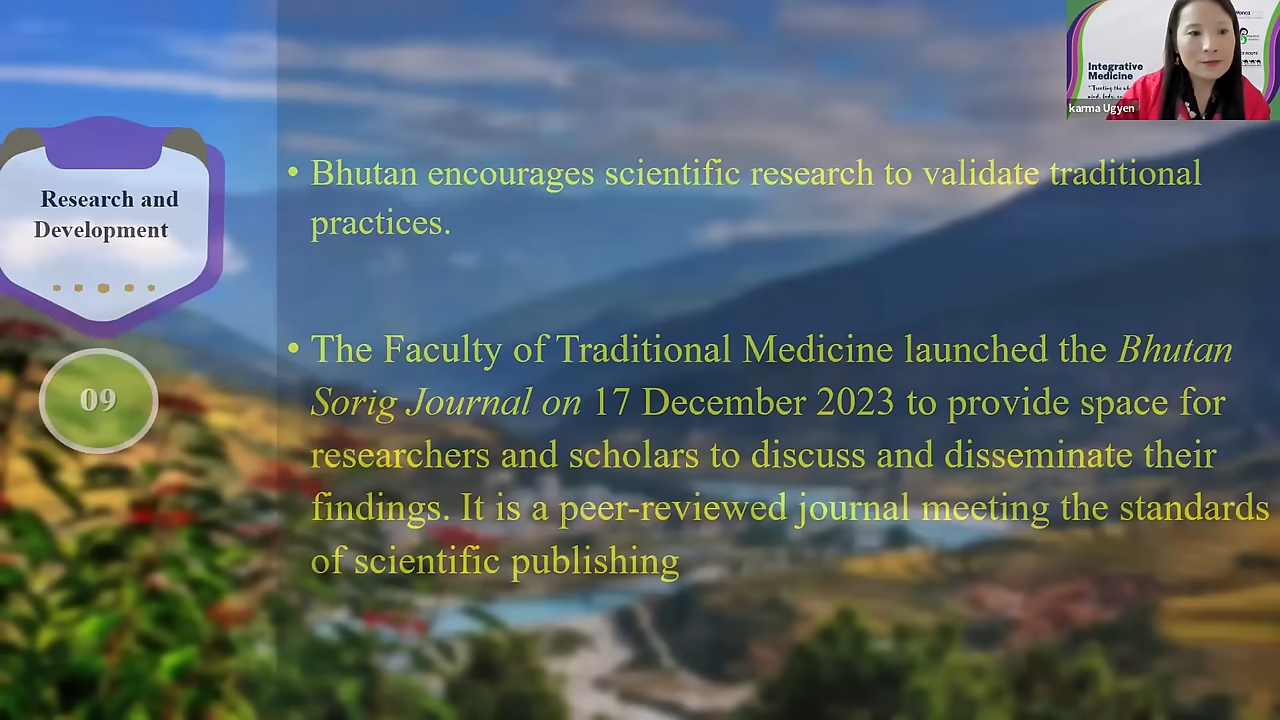 Integrative
Medicine
karma Ugyen
Research and
Development
09
• Bhutan encourages scientific research to validate traditional
practices.
• The Faculty of Traditional Medicine launched the Bhutan
Sorig Journal on 17 December 2023 to provide space for
researchers and scholars to discuss and disseminate their
findings. It is a peer-reviewed journal meeting the standards
of scientific publishing